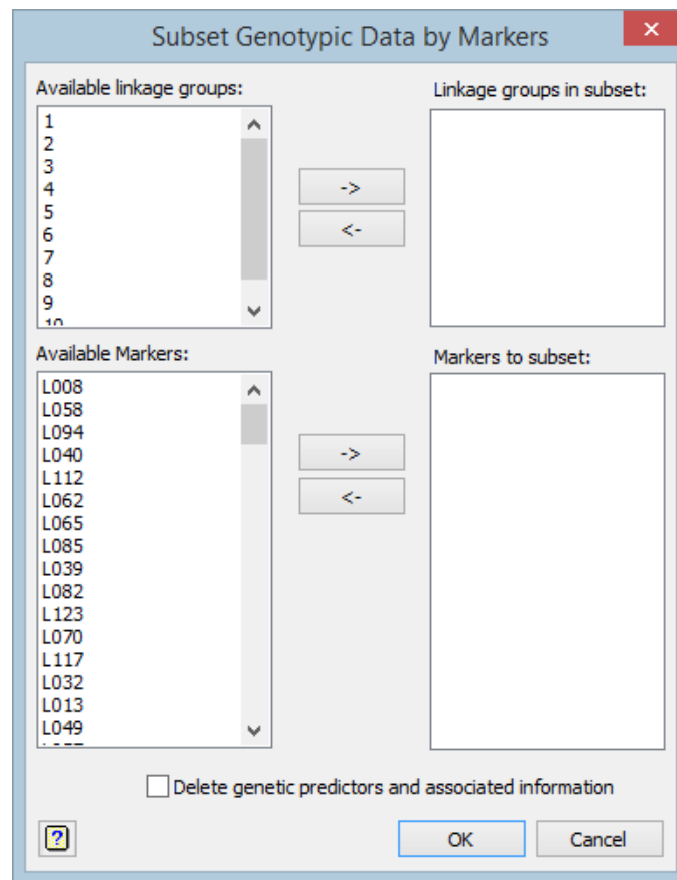 Subset Genotypic Data by Markers
×
Available linkage groups:
1
2
3
4
5
6
7
8
9
10
->
<-
Linkage groups in subset:
Available Markers:
L008
L058
L094
L040
L112
L062
L065
L085
L039
L082
L123
L070
L117
L032
L013
L049
->
<-
Markers to subset:
Delete genetic predictors and associated information
?
OK
Cancel